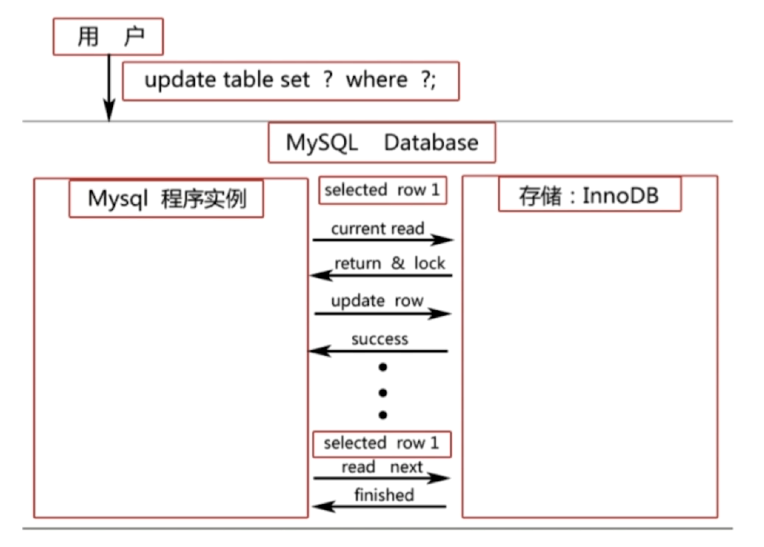 用 户
update table set ? where ?;
MySQL Database
Mysql 程序实例
selected row 1
存储：InnoDB
current read
return & lock
update row
success
selected row 1
read next
finished